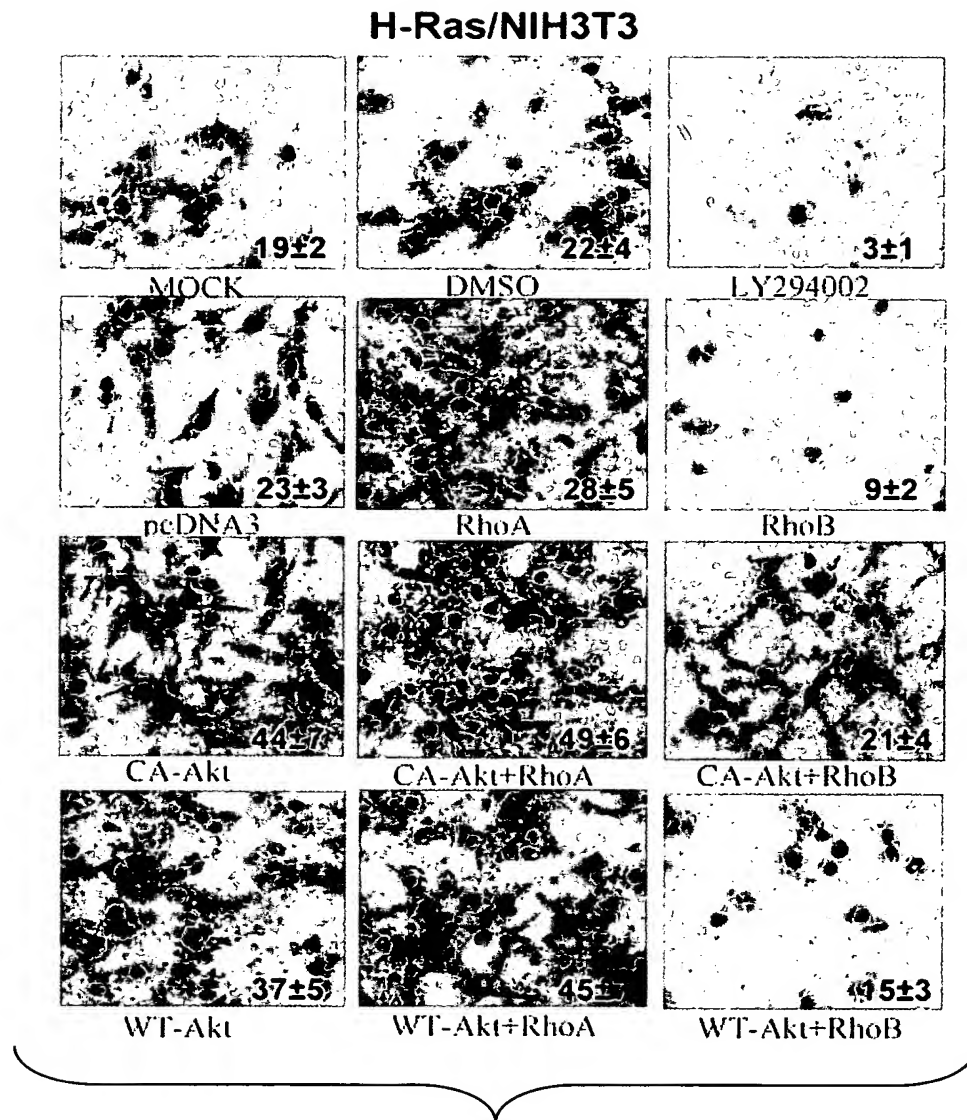 H-Ras/NIH3T3
19±2 22±4 3±1
MOCK DMSO LY294002
23±3 28±5 9±2
pcDNA3 RhoA RhoB
44±7 49±6 21±4
CA-Akt CA-Akt+RhoA CA-Akt+RhoB
37±5 45±7 15±3
WT-Akt WT-Akt+RhoA WT-Akt+RhoB